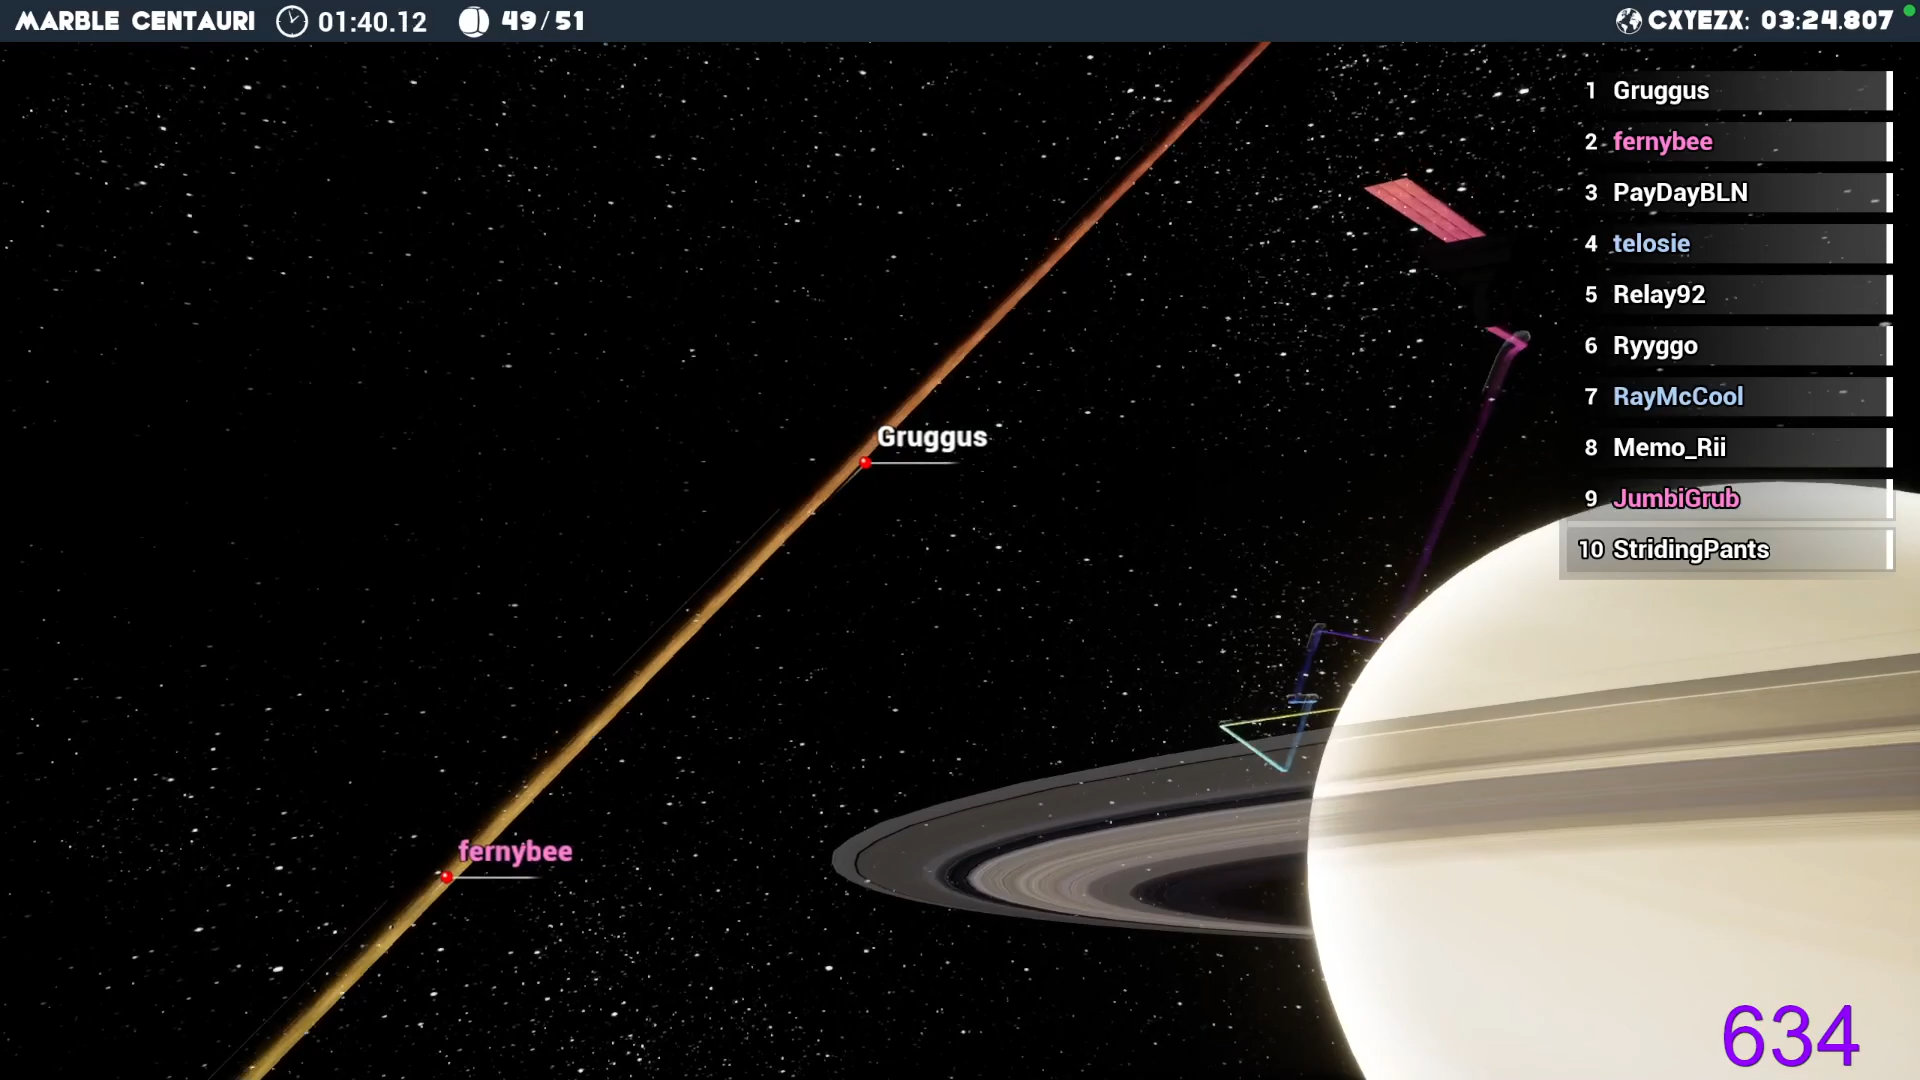 MARBLE CENTAURI 01:40.12 49/51 CXYEZX: 03:24.807
1 Gruggus
2 fernybee
3 PayDayBLN
4 telosie
5 Relay92
6 Ryyggo
7 RayMcCool
8 Memo_Rii
9 JumbiGrub
10 StridingPants
Gruggus
fernybee
634